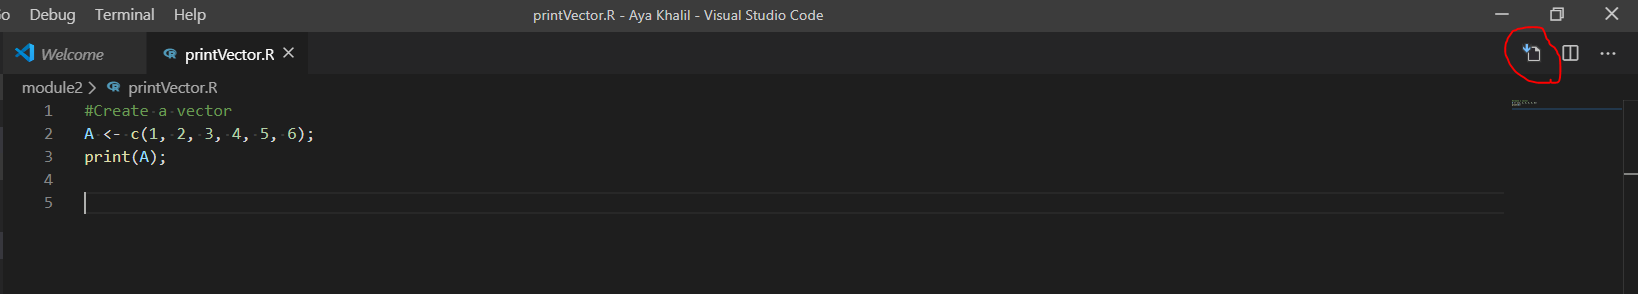 o Debug Terminal Help printVector.R - Aya Khalil - Visual Studio Code
Welcome printVector.R
module2 > printVector.R
1 #Create a vector
2 A <- c(1, 2, 3, 4, 5, 6);
3 print(A);
4
5